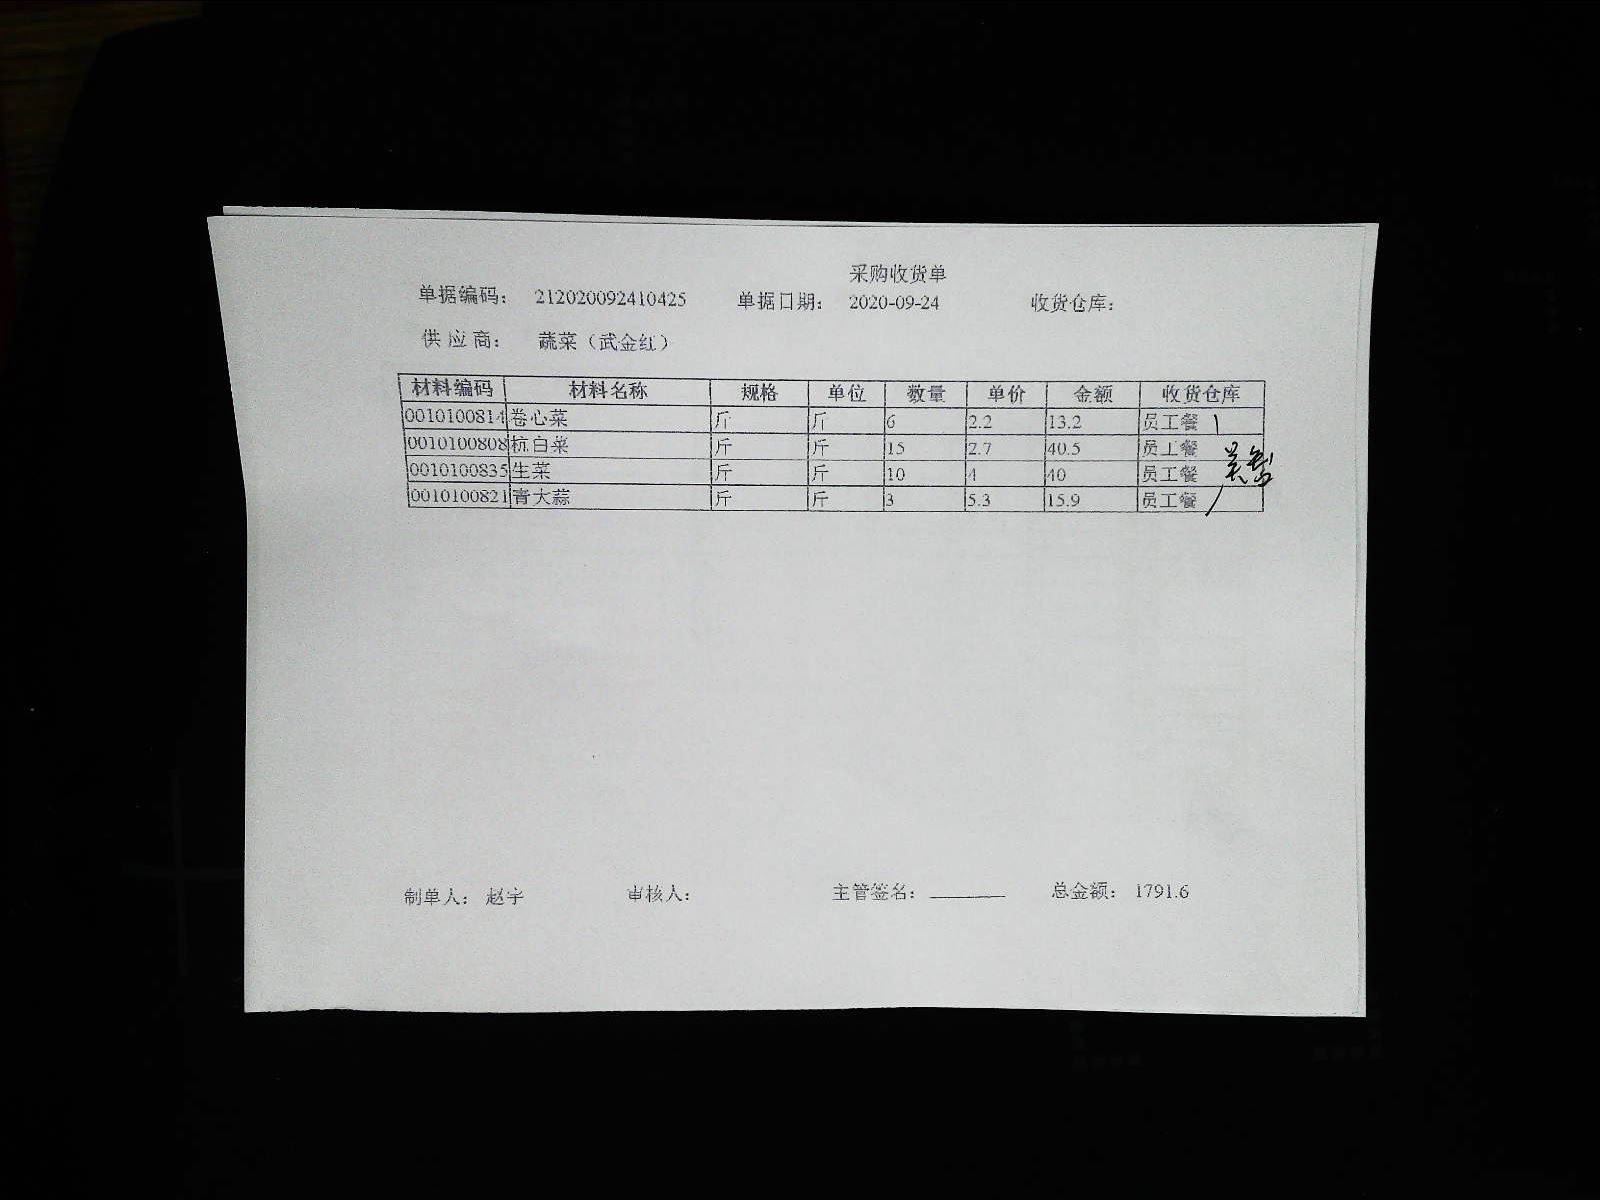 采购收货单
单据编码： 212020092410425 单据日期： 2020-09-24 收货仓库：
供应商： 蔬菜（武金红）
材料编码 材料名称 规格 单位 数量 单价 金额 收货仓库
0010100814 卷心菜 斤 斤 6 2.2 13.2 员工餐
0010100808 杭白菜 斤 斤 15 2.7 40.5 员工餐
0010100835 生菜 斤 斤 10 4 40 员工餐
0010100821 青大蒜 斤 斤 3 5.3 15.9 员工餐
制单人： 赵宇 审核人： 主管签名： 总金额： 1791.6